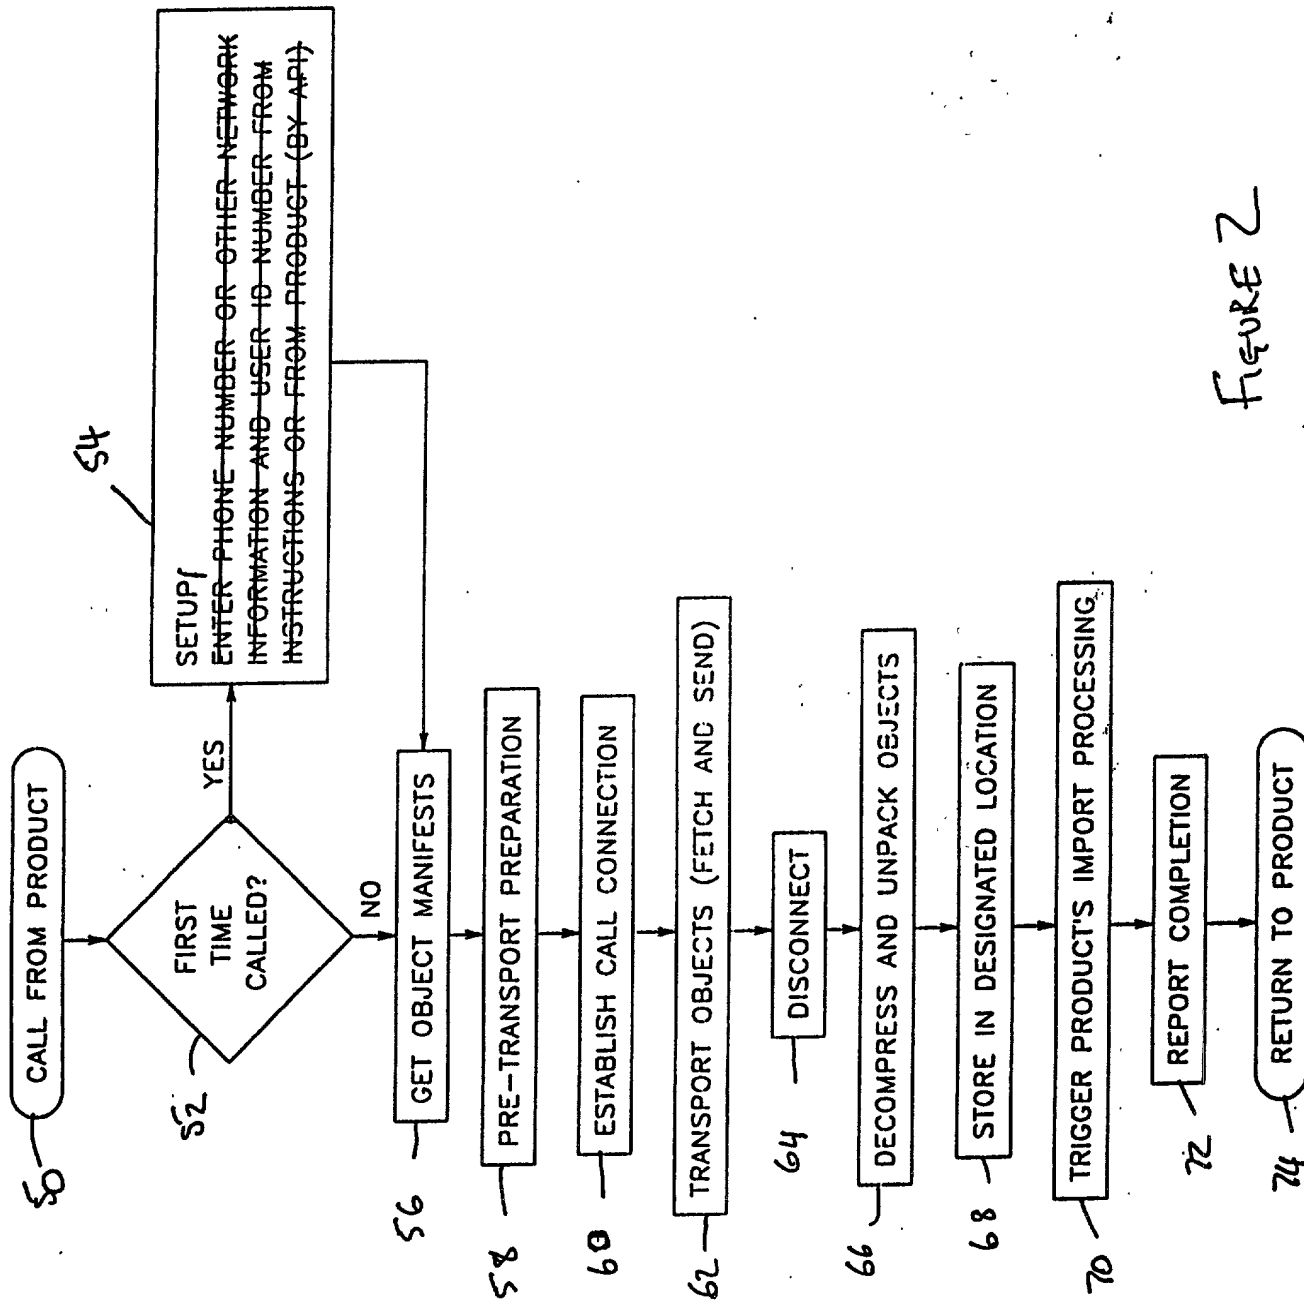 50
CALL FROM PRODUCT
52
FIRST
TIME
CALLED?
YES
NO
54
SETUP
ENTER PHONE NUMBER OR OTHER NETWORK
INFORMATION AND USER ID NUMBER FROM
INSTRUCTIONS OR FROM PRODUCT (BY API)
56
GET OBJECT MANIFESTS
58
PRE-TRANSPORT PREPARATION
60
ESTABLISH CALL CONNECTION
62
TRANSPORT OBJECTS (FETCH AND SEND)
64
DISCONNECT
66
DECOMPRESS AND UNPACK OBJECTS
68
STORE IN DESIGNATED LOCATION
70
TRIGGER PRODUCTS IMPORT PROCESSING
72
REPORT COMPLETION
74
RETURN TO PRODUCT
FIGURE 2